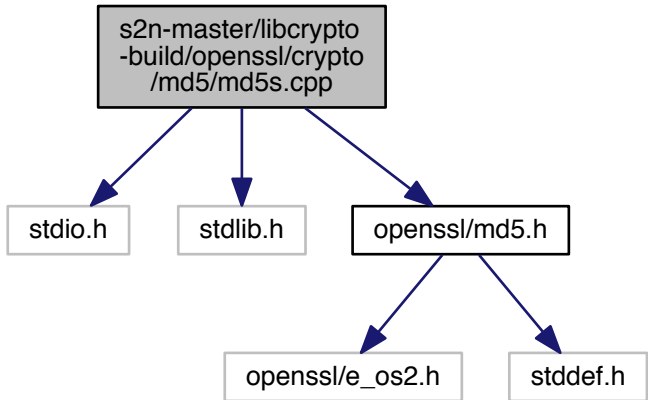 s2n-master/libcrypto
-build/openssl/crypto
/md5/md5s.cpp
stdio.h
stdlib.h
openssl/md5.h
openssl/e_os2.h
stddef.h